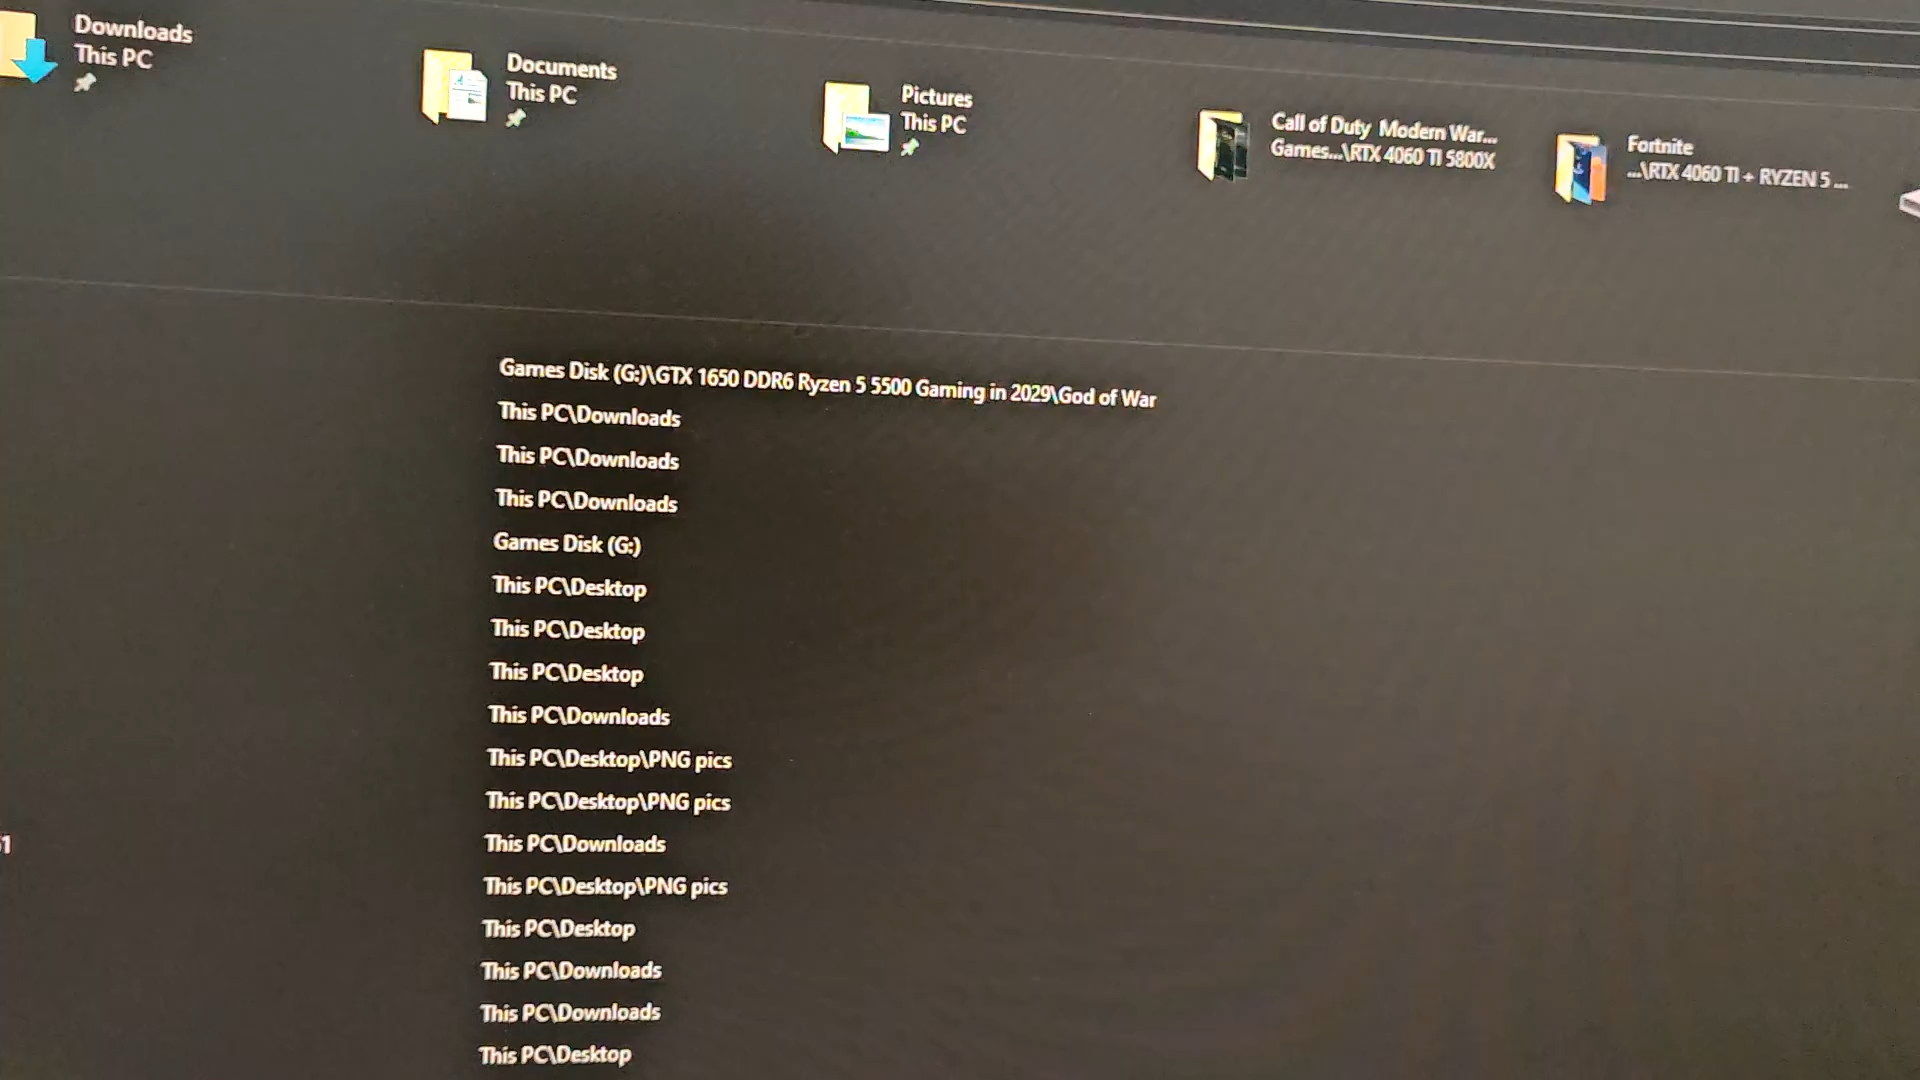 Downloads
This PC
Documents
This PC
Pictures
This PC
Call of Duty Modern War...
Games...\RTX 4060 TI 5800X
Fortnite
...\RTX 4060 TI + RYZEN 5 ...
Games Disk (G:)\GTX 1650 DDR6 Ryzen 5 5500 Gaming in 2029\God of War
This PC\Downloads
This PC\Downloads
This PC\Downloads
Games Disk (G:)
This PC\Desktop
This PC\Desktop
This PC\Desktop
This PC\Downloads
This PC\Desktop\PNG pics
This PC\Desktop\PNG pics
This PC\Downloads
This PC\Desktop\PNG pics
This PC\Desktop
This PC\Downloads
This PC\Downloads
This PC\Desktop